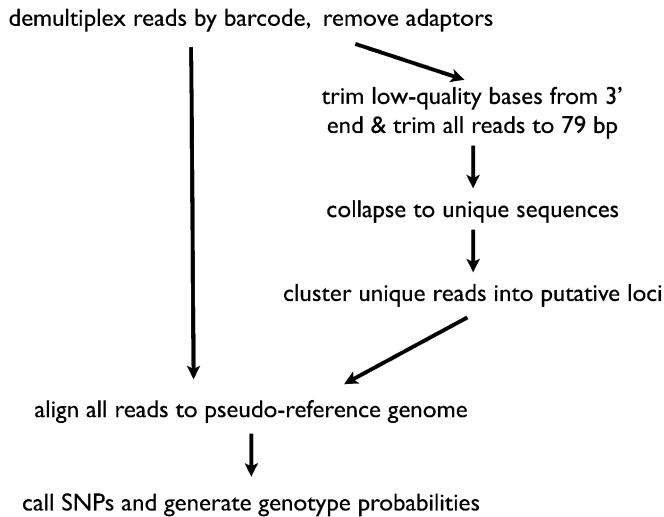 demultiplex reads by barcode, remove adaptors
trim low-quality bases from 3’
end & trim all reads to 79 bp
collapse to unique sequences
cluster unique reads into putative loci
align all reads to pseudo-reference genome
call SNPs and generate genotype probabilities